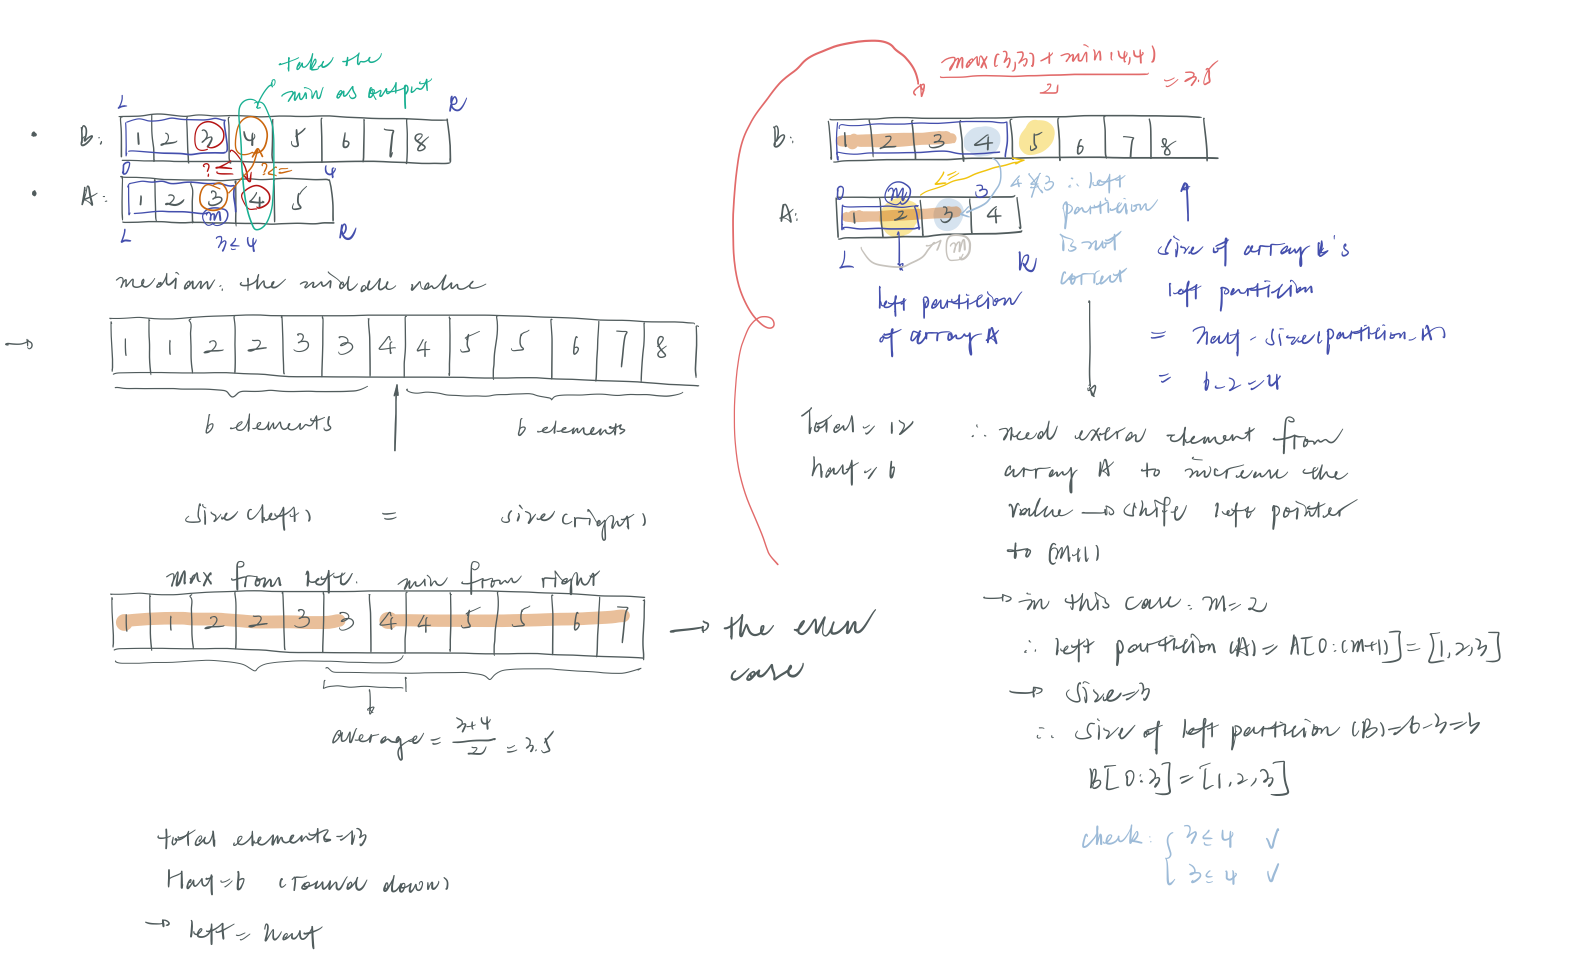 take the
min as output
L
R
B: 1 2 3 4 5 6 7 8
0 ?≤ ?<= 4
A: 1 2 3 4 5
m
L 3≤4 R
median: the middle value
→ 1 1 2 2 3 3 4 4 5 5 6 7 8
6 elements 6 elements
size(left) = size(right)
max from left. min from right
1 1 2 2 3 3 4 4 5 5 6 7 → the even
case
average = 3+4 / 2 = 3.5
total elements=13
Half=6 (round down)
→ left = half
max(3,3)+min(4,4) / 2 = 3.5
B: 1 2 3 4 5 6 7 8
0 m <= 3
A: 1 2 3 4
L m R
4 ≰ 3 ∴ left
partition
is not
correct
left partition
of array A
size of array B's
left partition
= half - size(partition_A)
= 6-2=4
Total = 12
half = 6
∴ need extra element from
array A to increase the
value → shift left pointer
to (m+1)
→ in this case: m=2
∴ left partition (A) = A[0:(m+1)] = [1,2,3]
→ size=3
∴ size of left partition (B)=6-3=3
B[0:3]=[1,2,3]
check: { 3≤4 ✓
3≤4 ✓